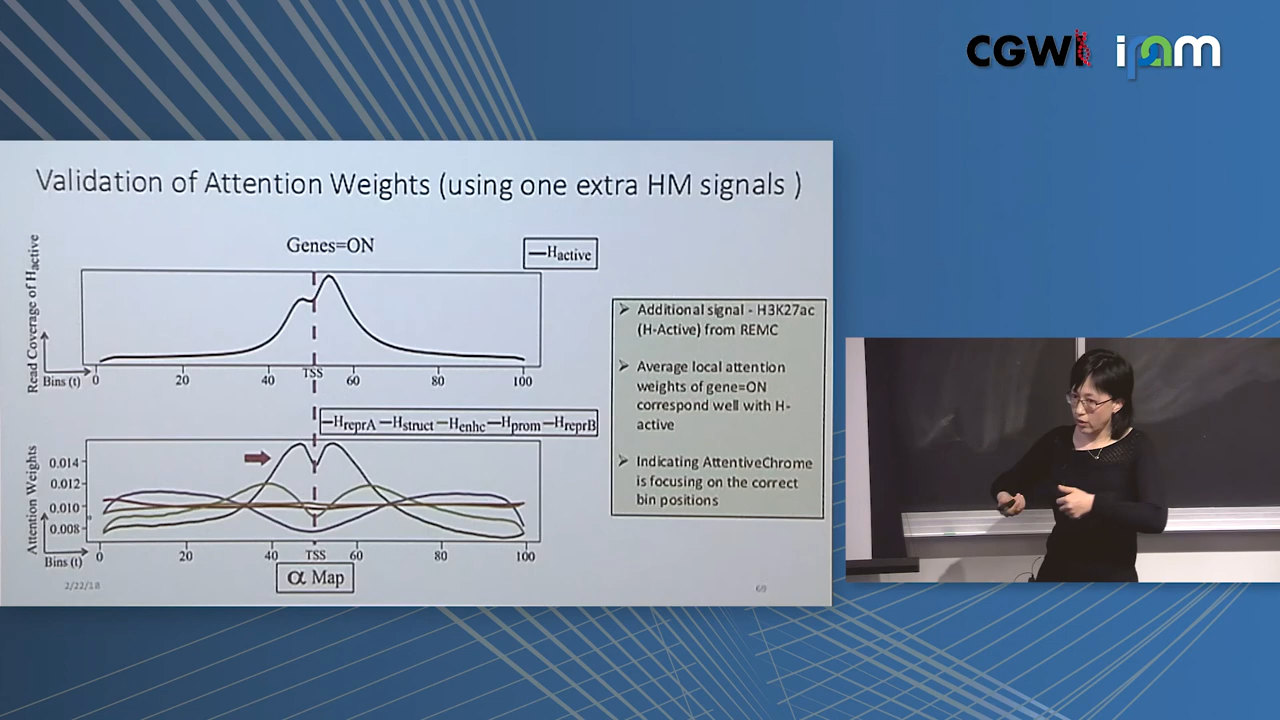 CGWI ipam
Validation of Attention Weights (using one extra HM signals )
Genes=ON
Hactive
Read Coverage of Hactive
Bins (t)
0 20 40 TSS 60 80 100
HreprA Hstruct Henhc Hprom HreprB
Attention Weights
0.014
0.012
0.010
0.008
Bins (t)
0 20 40 TSS 60 80 100
α Map
➢ Additional signal - H3K27ac
(H-Active) from REMC
➢ Average local attention
weights of gene=ON
correspond well with H-
active
➢ Indicating AttentiveChrome
is focusing on the correct
bin positions
2/22/18
69